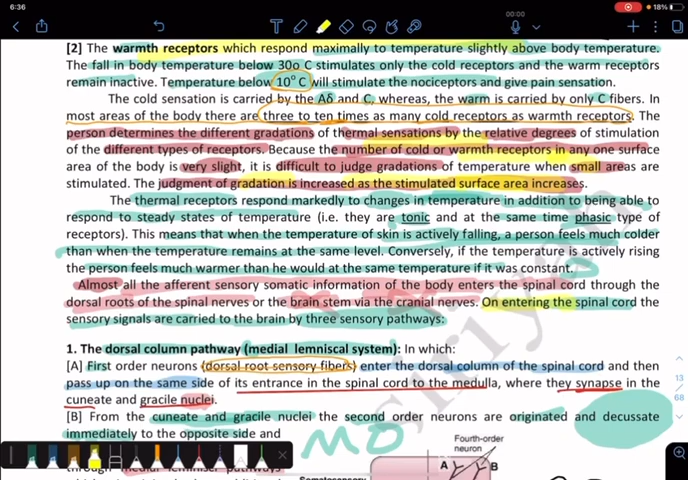 6:36
00:00
18%
[2] The warmth receptors which respond maximally to temperature slightly above body temperature.
The fall in body temperature below 30o C stimulates only the cold receptors and the warm receptors
remain inactive. Temperature below 10° C will stimulate the nociceptors and give pain sensation.
The cold sensation is carried by the Aδ and C, whereas, the warm is carried by only C fibers. In
most areas of the body there are three to ten times as many cold receptors as warmth receptors. The
person determines the different gradations of thermal sensations by the relative degrees of stimulation
of the different types of receptors. Because the number of cold or warmth receptors in any one surface
area of the body is very slight, it is difficult to judge gradations of temperature when small areas are
stimulated. The judgment of gradation is increased as the stimulated surface area increases.
The thermal receptors respond markedly to changes in temperature in addition to being able to
respond to steady states of temperature (i.e. they are tonic and at the same time phasic type of
receptors). This means that when the temperature of skin is actively falling, a person feels much colder
than when the temperature remains at the same level. Conversely, if the temperature is actively rising
the person feels much warmer than he would at the same temperature if it was constant.
Almost all the afferent sensory somatic information of the body enters the spinal cord through the
dorsal roots of the spinal nerves or the brain stem via the cranial nerves. On entering the spinal cord the
sensory signals are carried to the brain by three sensory pathways:
1. The dorsal column pathway (medial lemniscal system): In which:
[A] First order neurons (dorsal root sensory fibers) enter the dorsal column of the spinal cord and then
pass up on the same side of its entrance in the spinal cord to the medulla, where they synapse in the
cuneate and gracile nuclei.
[B] From the cuneate and gracile nuclei the second order neurons are originated and decussate
immediately to the opposite side and
through medial lemniscal pathways
Fourth-order
neuron
A
B
Somatosensory
13
68